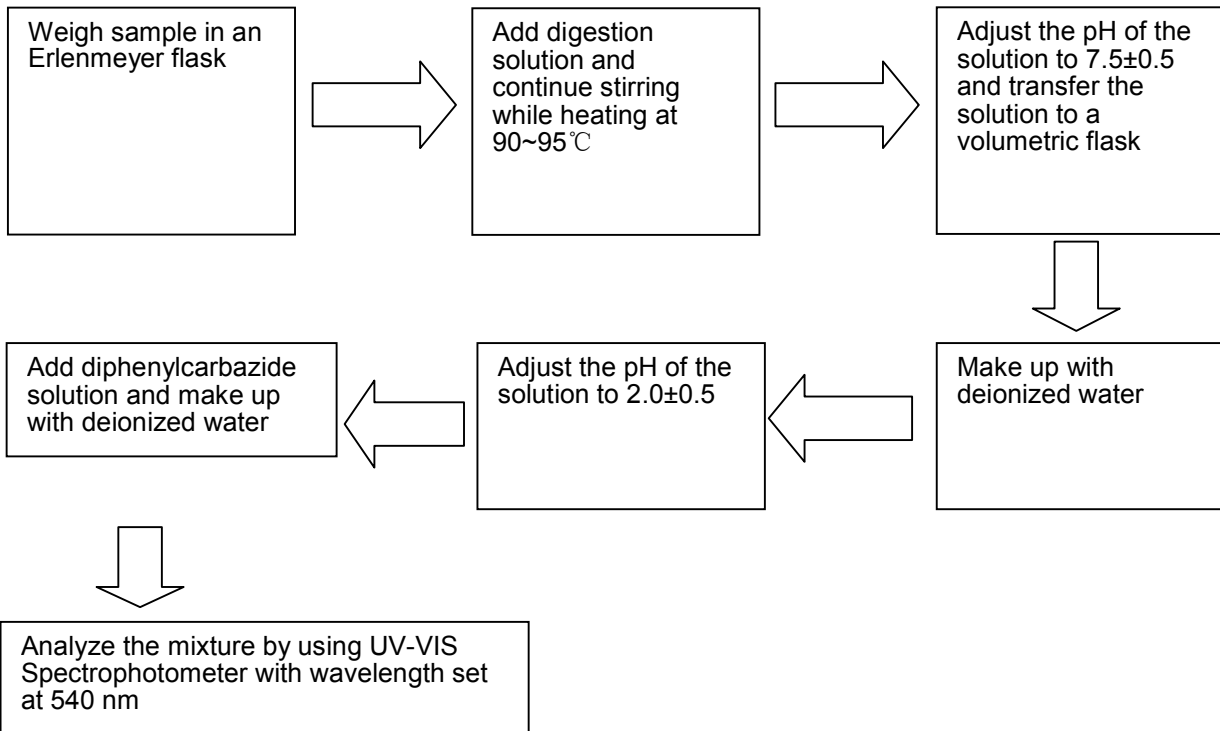 Weigh sample in an
Erlenmeyer flask
Add digestion
solution and
continue stirring
while heating at
90~95℃
Adjust the pH of the
solution to 7.5±0.5
and transfer the
solution to a
volumetric flask
Make up with
deionized water
Adjust the pH of the
solution to 2.0±0.5
Add diphenylcarbazide
solution and make up
with deionized water
Analyze the mixture by using UV-VIS
Spectrophotometer with wavelength set
at 540 nm